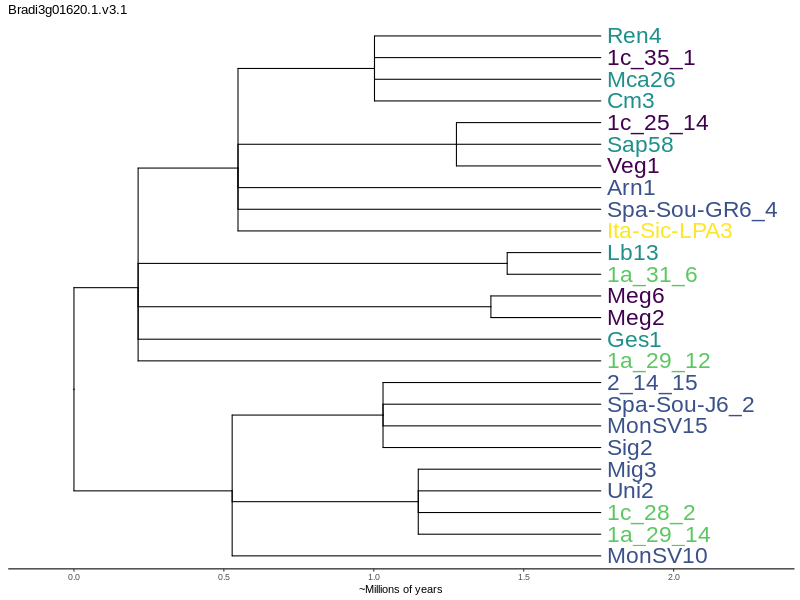 Bradi3g01620.1.v3.1
Ren4
1c_35_1
Mca26
Cm3
1c_25_14
Sap58
Veg1
Arn1
Spa-Sou-GR6_4
Ita-Sic-LPA3
Lb13
1a_31_6
Meg6
Meg2
Ges1
1a_29_12
2_14_15
Spa-Sou-J6_2
MonSV15
Sig2
Mig3
Uni2
1c_28_2
1a_29_14
MonSV10
0.0 0.5 1.0 1.5 2.0
~Millions of years